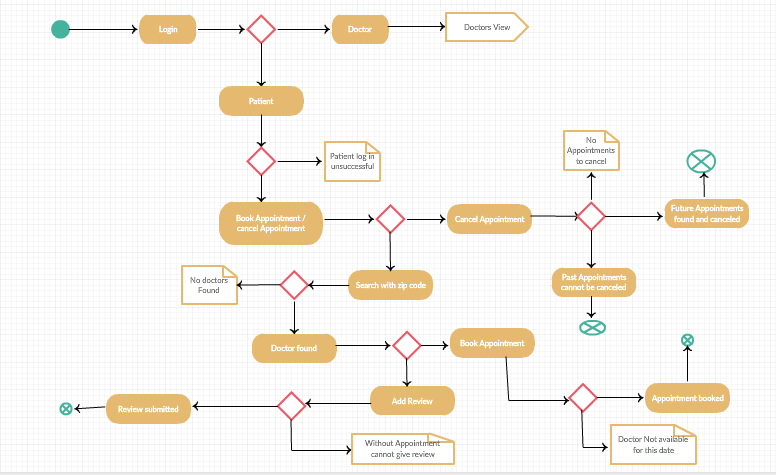 Login
Doctor
Doctors View
Patient
Patient log in
unsuccessful
No
Appointments
to cancel
Book Appointment /
cancel Appointment
Cancel Appointment
Future Appointments
found and canceled
No doctors
Found
Search with zip code
Past Appointments
cannot be canceled
Doctor found
Book Appointment
Review submitted
Add Review
Appointment booked
Without Appointment
cannot give review
Doctor Not available
for this date